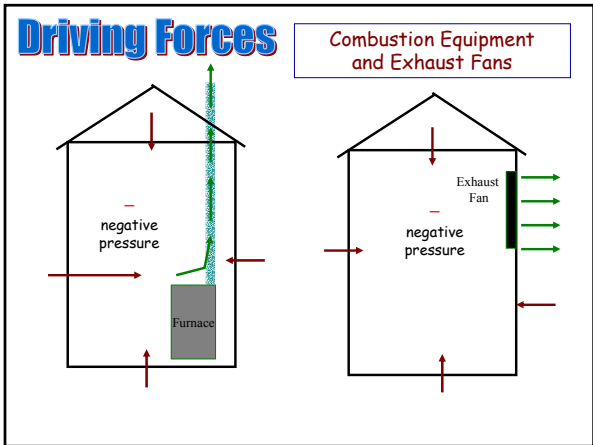 Driving Forces
Combustion Equipment
and Exhaust Fans
–
negative
pressure
Furnace
Exhaust
Fan
–
negative
pressure